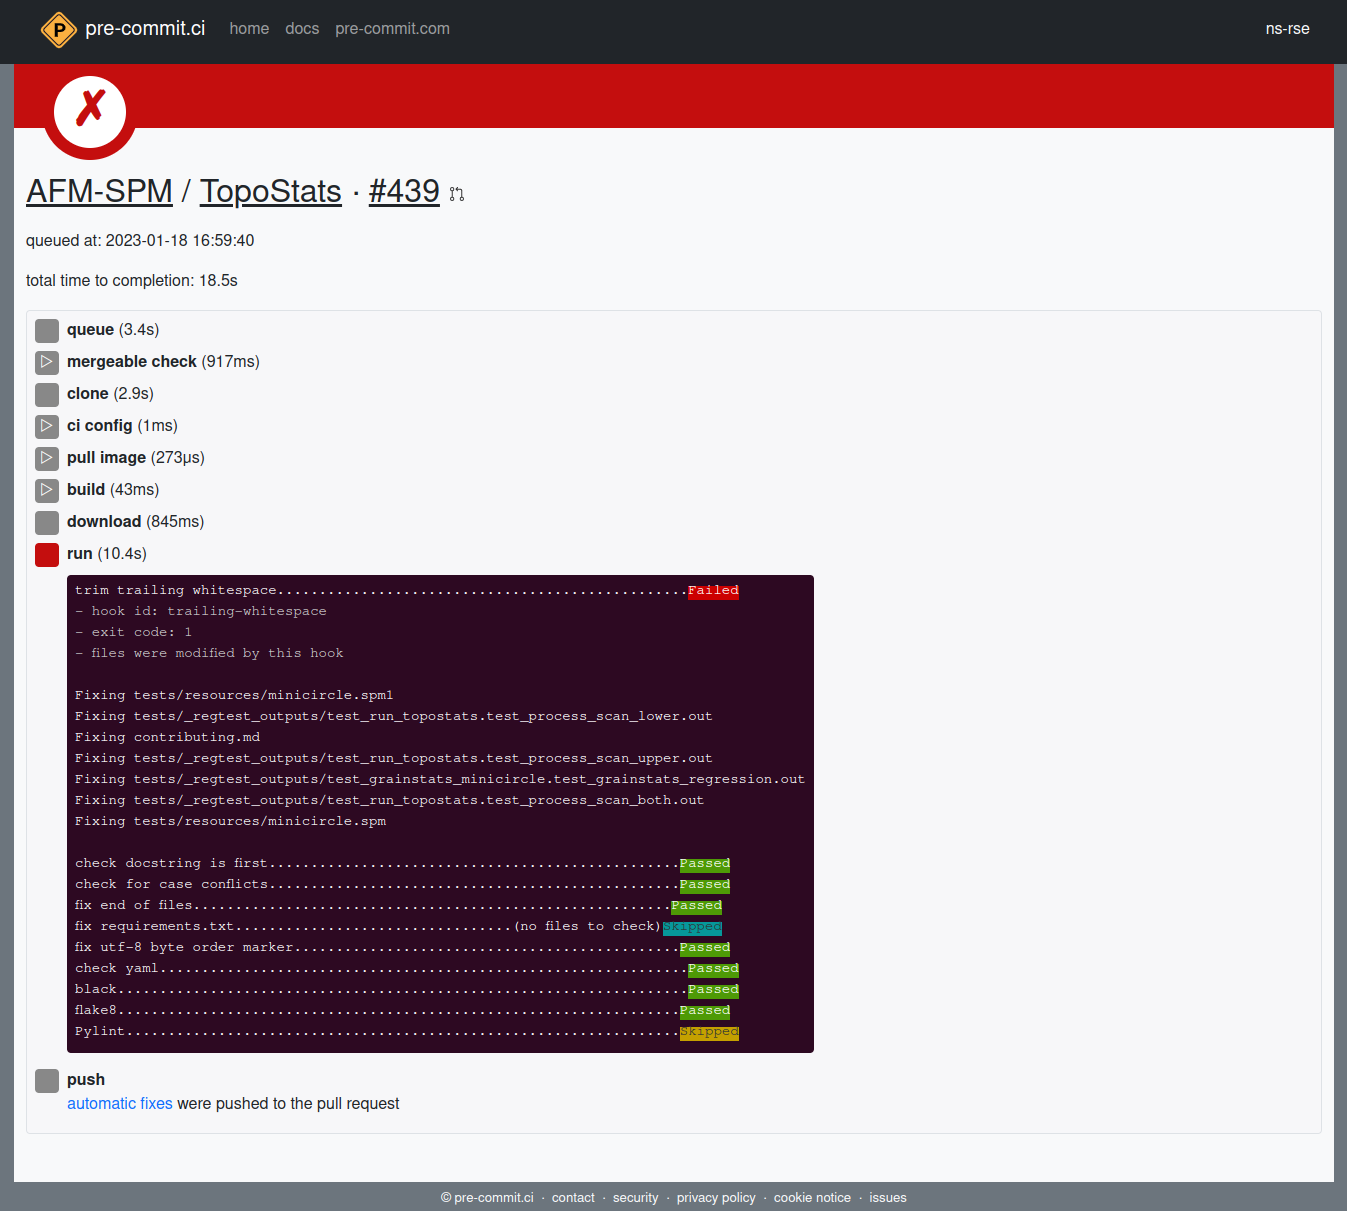 P pre-commit.ci home docs pre-commit.com ns-rse
✗
AFM-SPM / TopoStats · #439
queued at: 2023-01-18 16:59:40
total time to completion: 18.5s
queue (3.4s)
mergeable check (917ms)
clone (2.9s)
ci config (1ms)
pull image (273µs)
build (43ms)
download (845ms)
run (10.4s)
trim trailing whitespace.................................................Failed
- hook id: trailing-whitespace
- exit code: 1
- files were modified by this hook
Fixing tests/resources/minicircle.spm1
Fixing tests/_regtest_outputs/test_run_topostats.test_process_scan_lower.out
Fixing contributing.md
Fixing tests/_regtest_outputs/test_run_topostats.test_process_scan_upper.out
Fixing tests/_regtest_outputs/test_grainstats_minicircle.test_grainstats_regression.out
Fixing tests/_regtest_outputs/test_run_topostats.test_process_scan_both.out
Fixing tests/resources/minicircle.spm
check docstring is first.................................................Passed
check for case conflicts.................................................Passed
fix end of files.........................................................Passed
fix requirements.txt.................................(no files to check)Skipped
fix utf-8 byte order marker..............................................Passed
check yaml...............................................................Passed
black....................................................................Passed
flake8...................................................................Passed
Pylint..................................................................Skipped
push
automatic fixes were pushed to the pull request
© pre-commit.ci · contact · security · privacy policy · cookie notice · issues